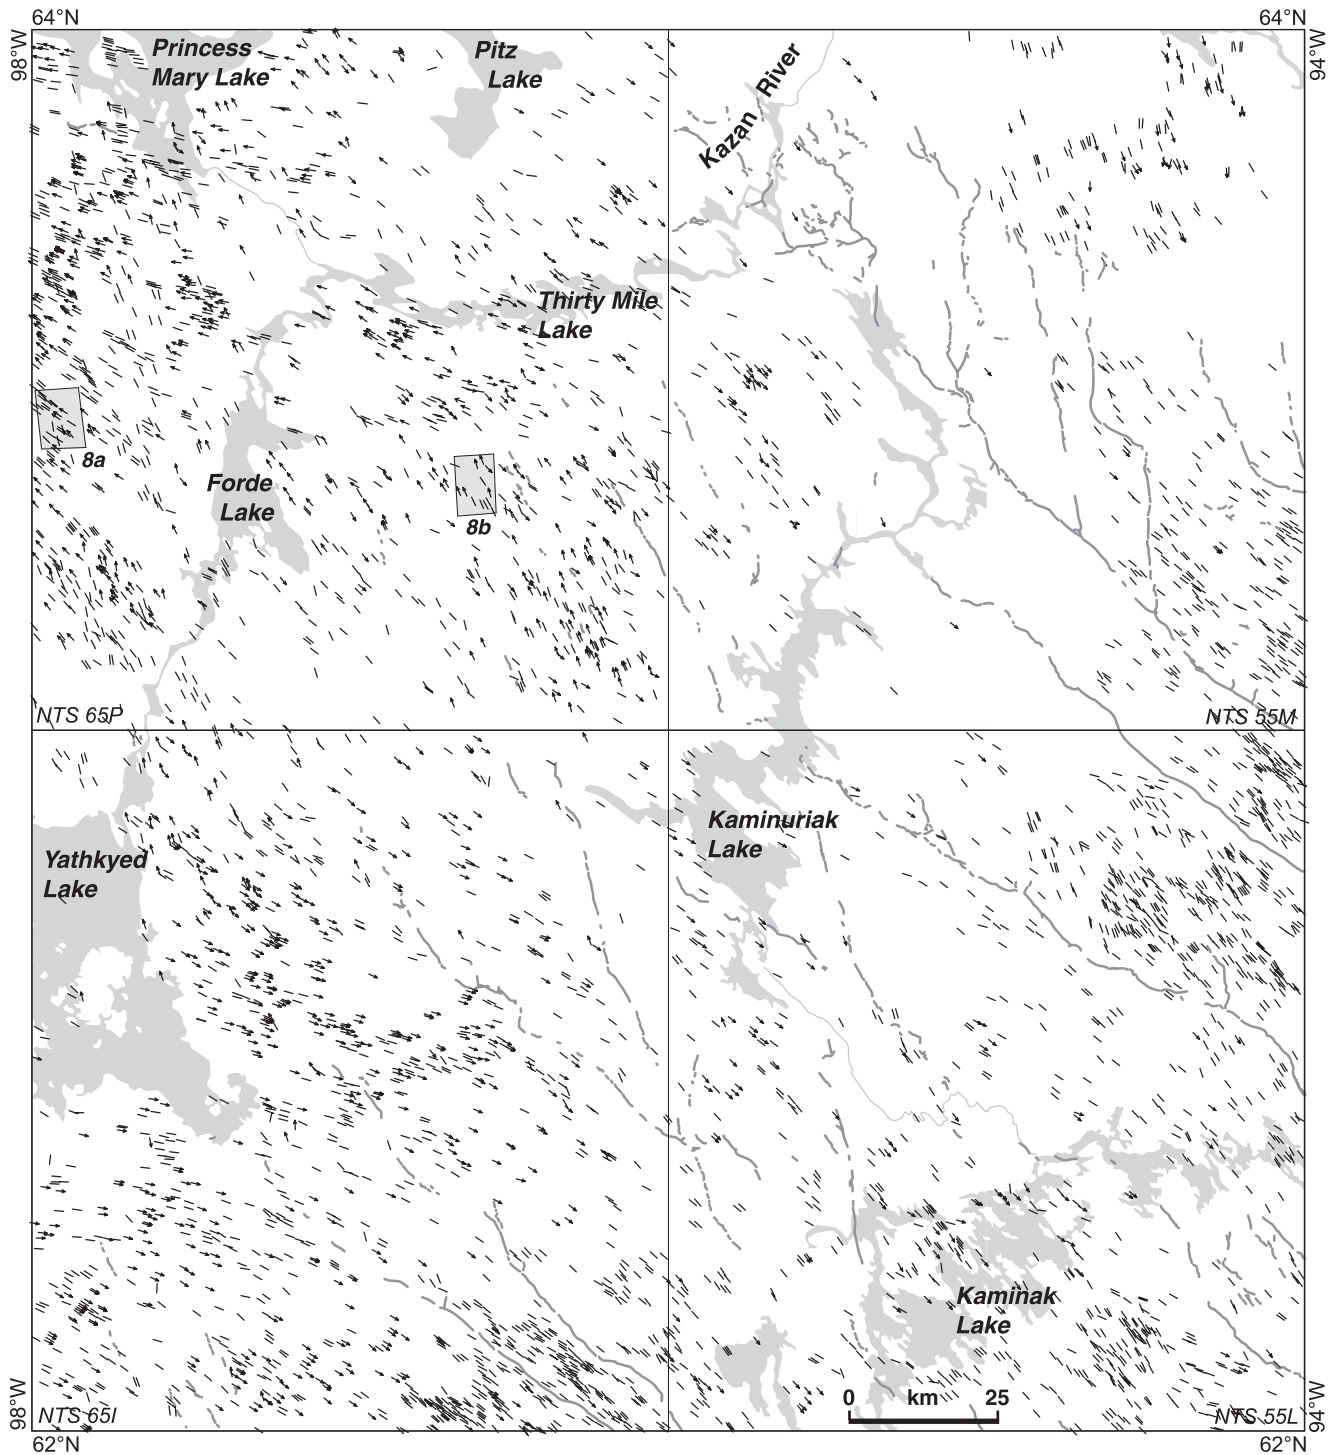 64°N
64°N
98°W
94°W
Princess
Mary Lake
Pitz
Lake
Kazan River
Thirty Mile
Lake
8a
Forde
Lake
8b
NTS 65P
NTS 55M
Kaminuriak
Lake
Yathkyed
Lake
Kaminak
Lake
0 km 25
98°W
94°W
NTS 65I
NTS 55L
62°N
62°N